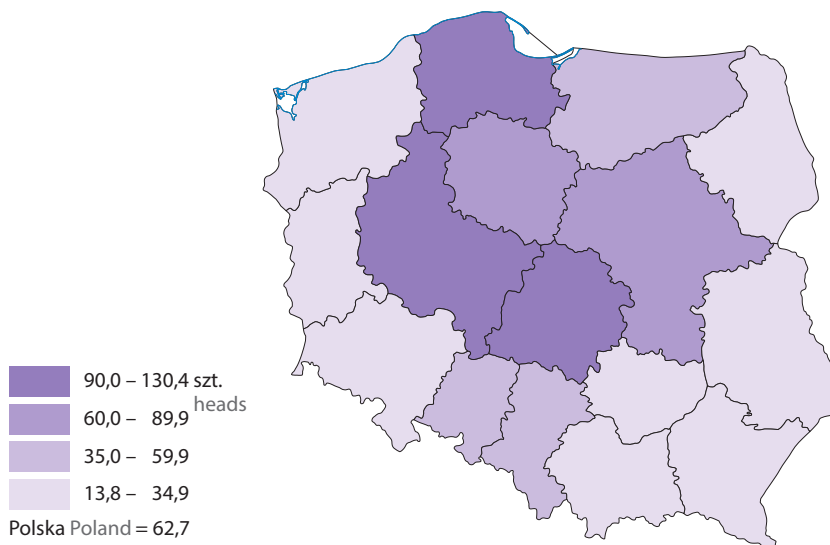 90,0 – 130,4 szt.
heads
60,0 – 89,9
35,0 – 59,9
13,8 – 34,9
Polska Poland = 62,7